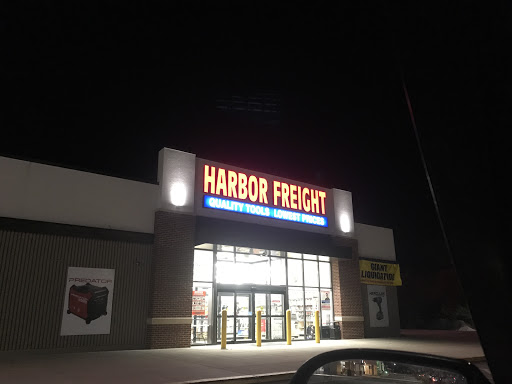 HARBOR FREIGHT
QUALITY TOOLS LOWEST PRICES
PREDATOR
GIANT
LIQUIDATION